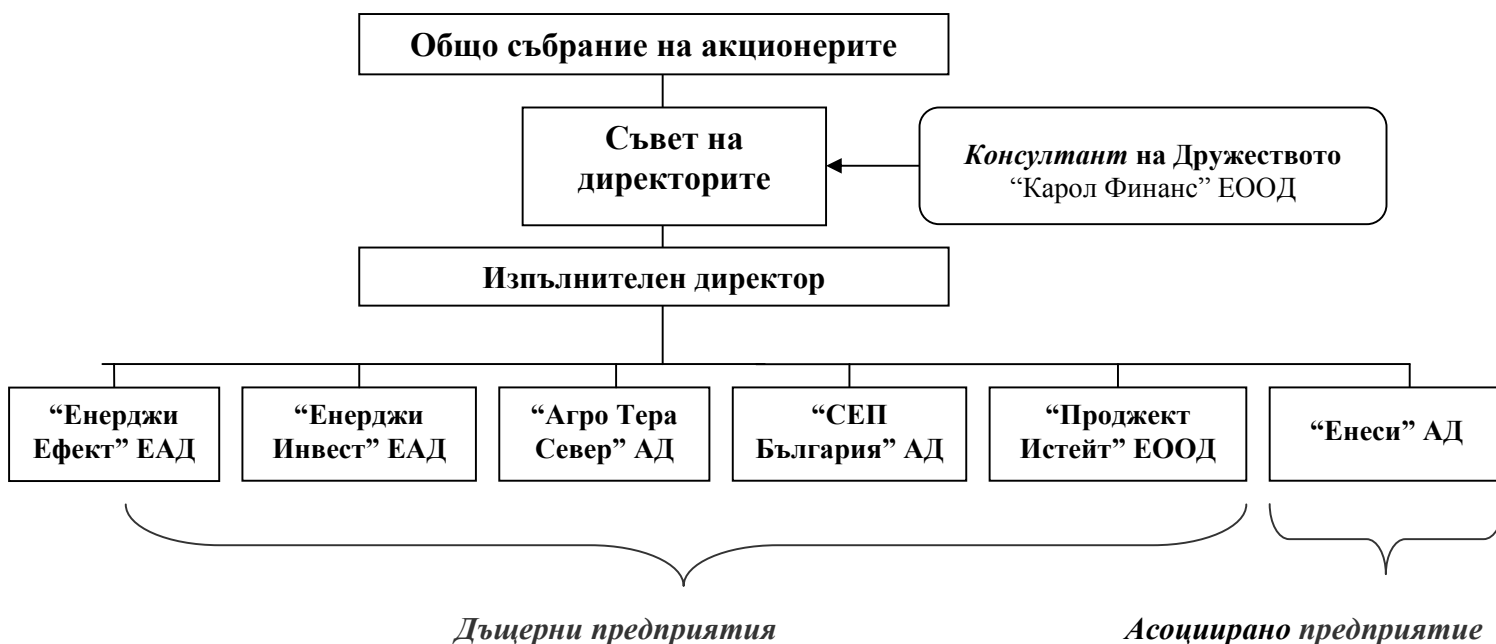 Общо събрание на акционерите
Съвет на
директорите
Консултант на Дружеството
“Карол Финанс” ЕООД
Изпълнителен директор
“Енерджи
Ефект” ЕАД
“Енерджи
Инвест” ЕАД
“Агро Тера
Север” АД
“СЕП
България” АД
“Проджект
Истейт” ЕООД
“Енеси” АД
Дъщерни предприятия
Асоциирано предприятие